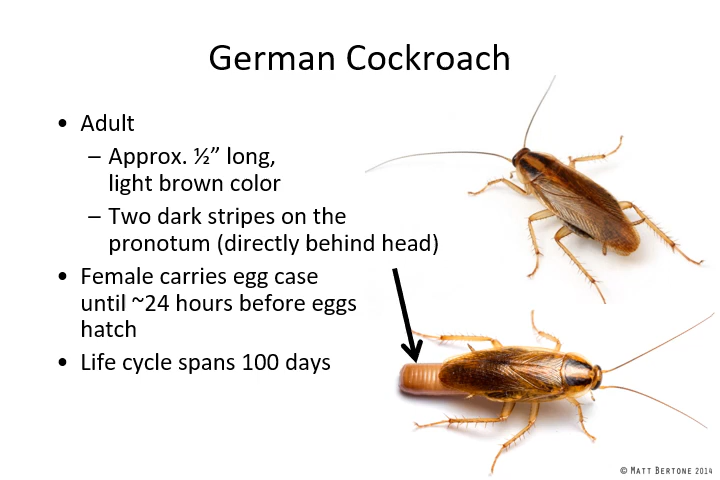 German Cockroach
• Adult
– Approx. ½” long,
light brown color
– Two dark stripes on the
pronotum (directly behind head)
• Female carries egg case
until ~24 hours before eggs
hatch
• Life cycle spans 100 days
© Matt Bertone 2014